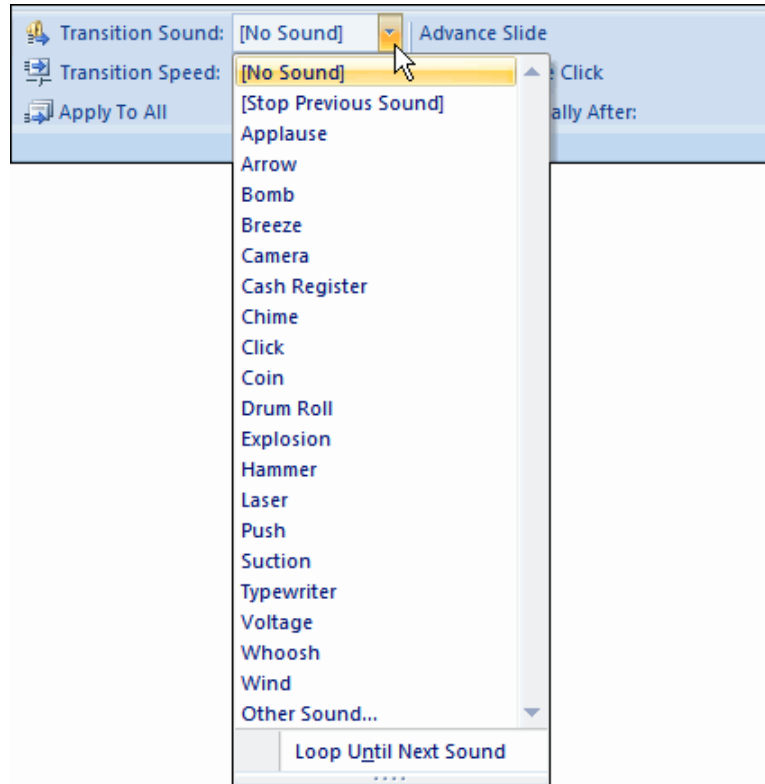 Transition Sound: [No Sound] Advance Slide
Transition Speed: [No Sound] Click
[Stop Previous Sound]
Apply To All ally After:
Applause
Arrow
Bomb
Breeze
Camera
Cash Register
Chime
Click
Coin
Drum Roll
Explosion
Hammer
Laser
Push
Suction
Typewriter
Voltage
Whoosh
Wind
Other Sound...
Loop Until Next Sound